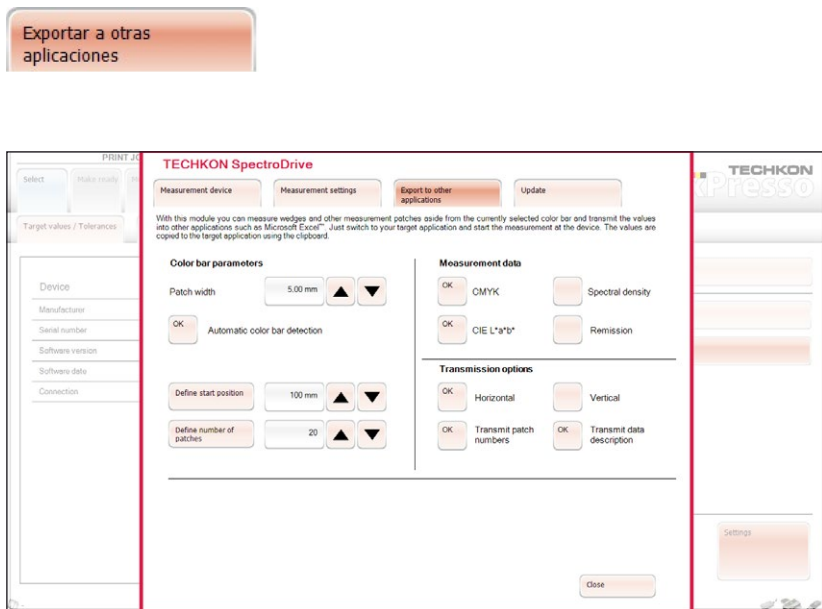 Exportar a otras
aplicaciones
PRINT JO
TECHKON SpectroDrive
TECHKON
Presso
Select
Make ready
Measurement device
Measurement settings
Export to other
applications
Update
With this module you can measure wedges and other measurement patches aside from the currently selected color bar and transmit the values
into other applications such as Microsoft Excel™. Just switch to your target application and start the measurement at the device. The values are
copied to the target application using the clipboard.
Target values / Tolerances
Color bar parameters
Measurement data
Device
Patch width
5.00 mm
OK
CMYK
Spectral density
Manufacturer
Serial number
OK
Automatic color bar detection
OK
CIE L*a*b*
Remission
Software version
Software date
Transmission options
Connection
Define start position
100 mm
OK
Horizontal
Vertical
Define number of
patches
20
OK
Transmit patch
numbers
OK
Transmit data
description
Settings
Close